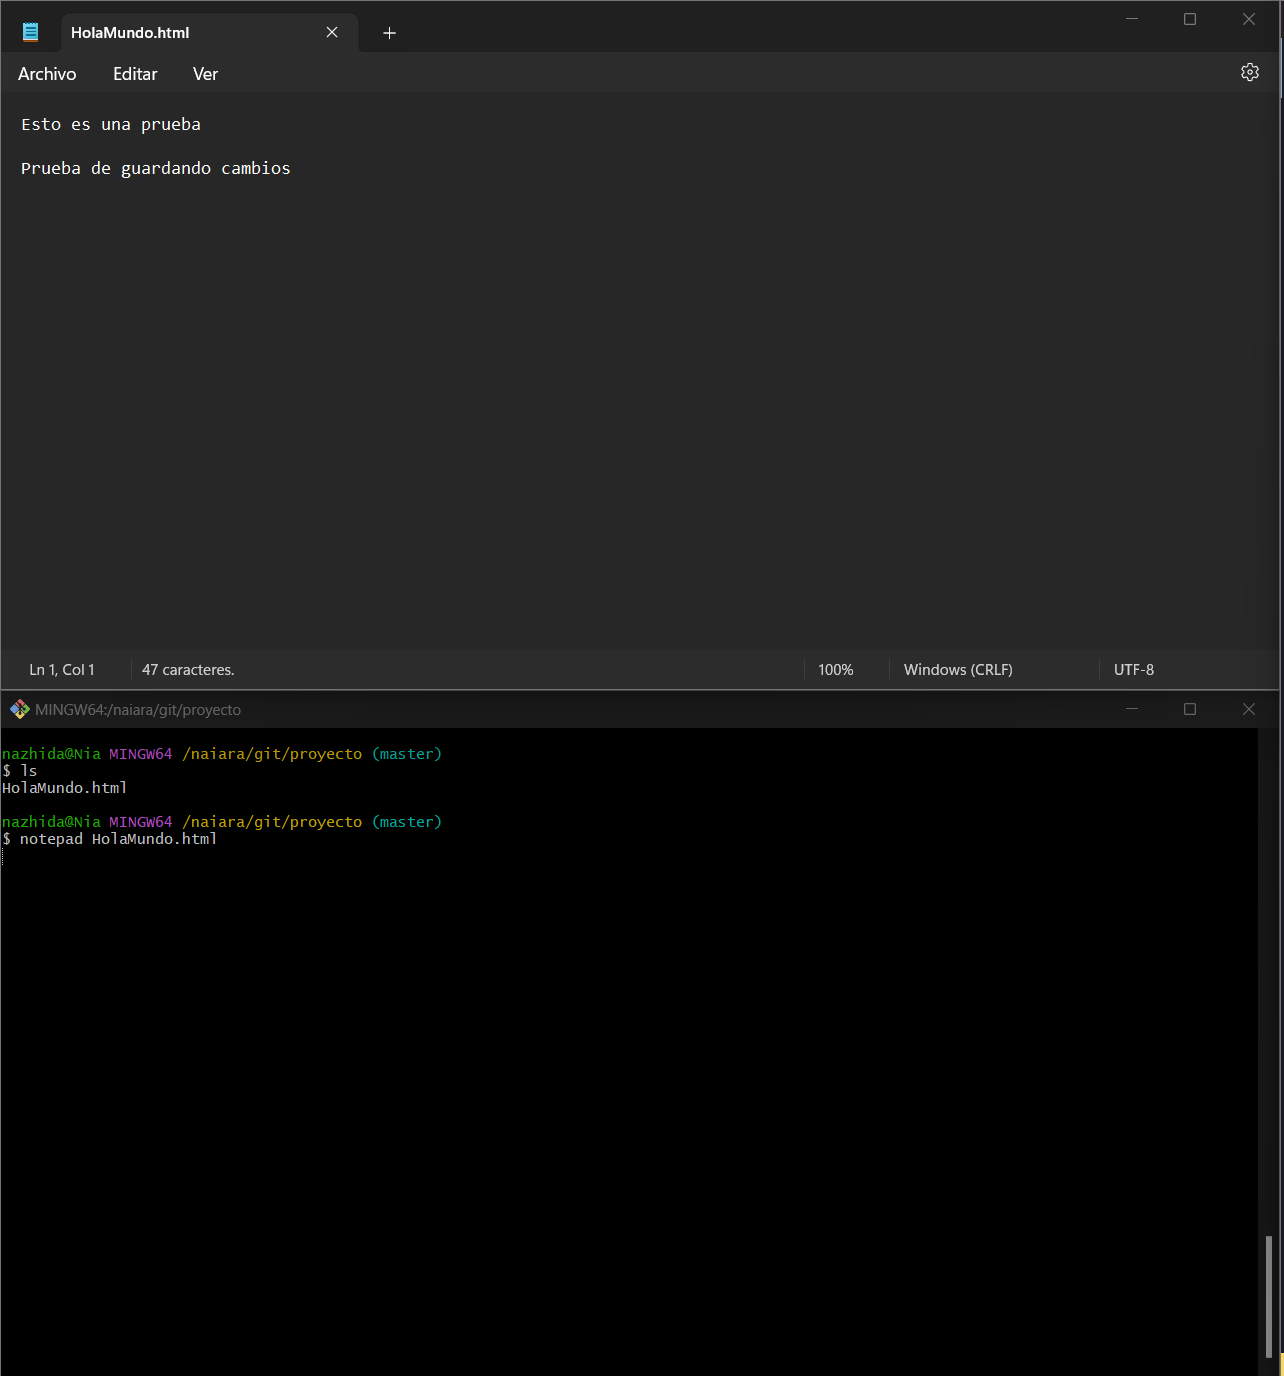 HolaMundo.html
Archivo Editar Ver
Esto es una prueba
Prueba de guardando cambios
Ln 1, Col 1 47 caracteres. 100% Windows (CRLF) UTF-8
MINGW64:/naiara/git/proyecto
nazhida@Nia MINGW64 /naiara/git/proyecto (master)
$ ls
HolaMundo.html
nazhida@Nia MINGW64 /naiara/git/proyecto (master)
$ notepad HolaMundo.html